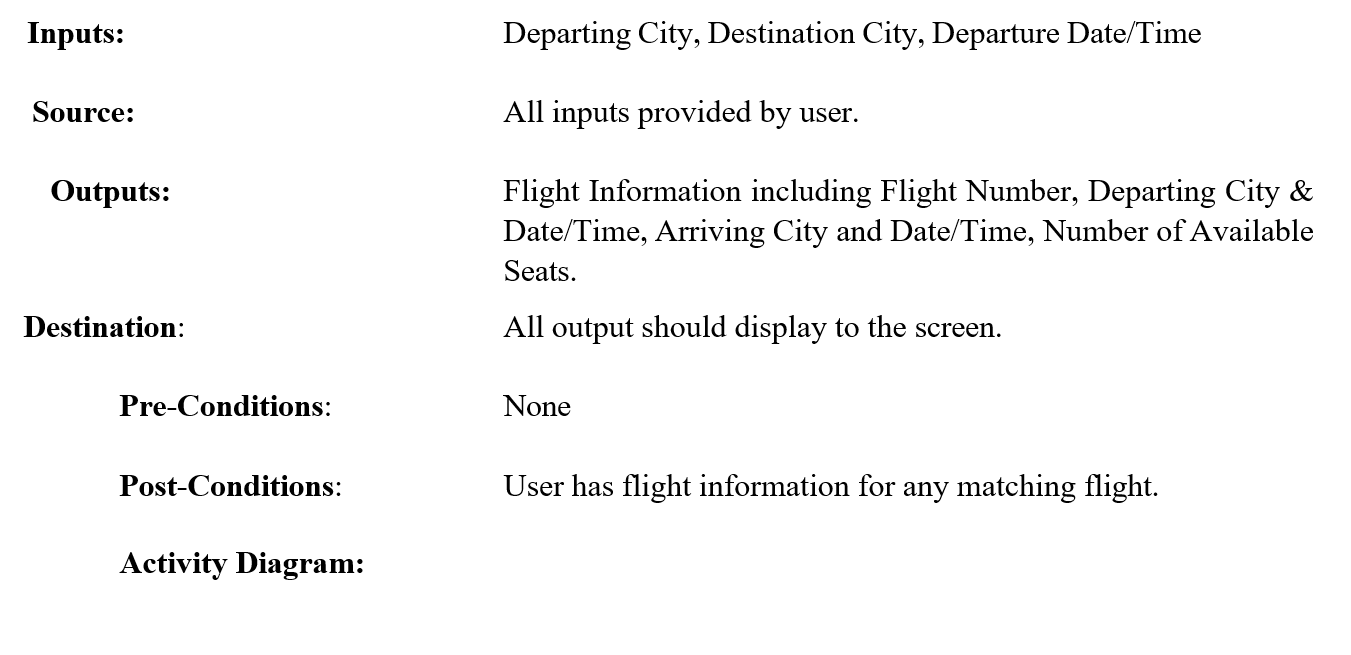 Inputs: Departing City, Destination City, Departure Date/Time
Source: All inputs provided by user.
Outputs: Flight Information including Flight Number, Departing City &
Date/Time, Arriving City and Date/Time, Number of Available
Seats.
Destination: All output should display to the screen.
Pre-Conditions: None
Post-Conditions: User has flight information for any matching flight.
Activity Diagram: